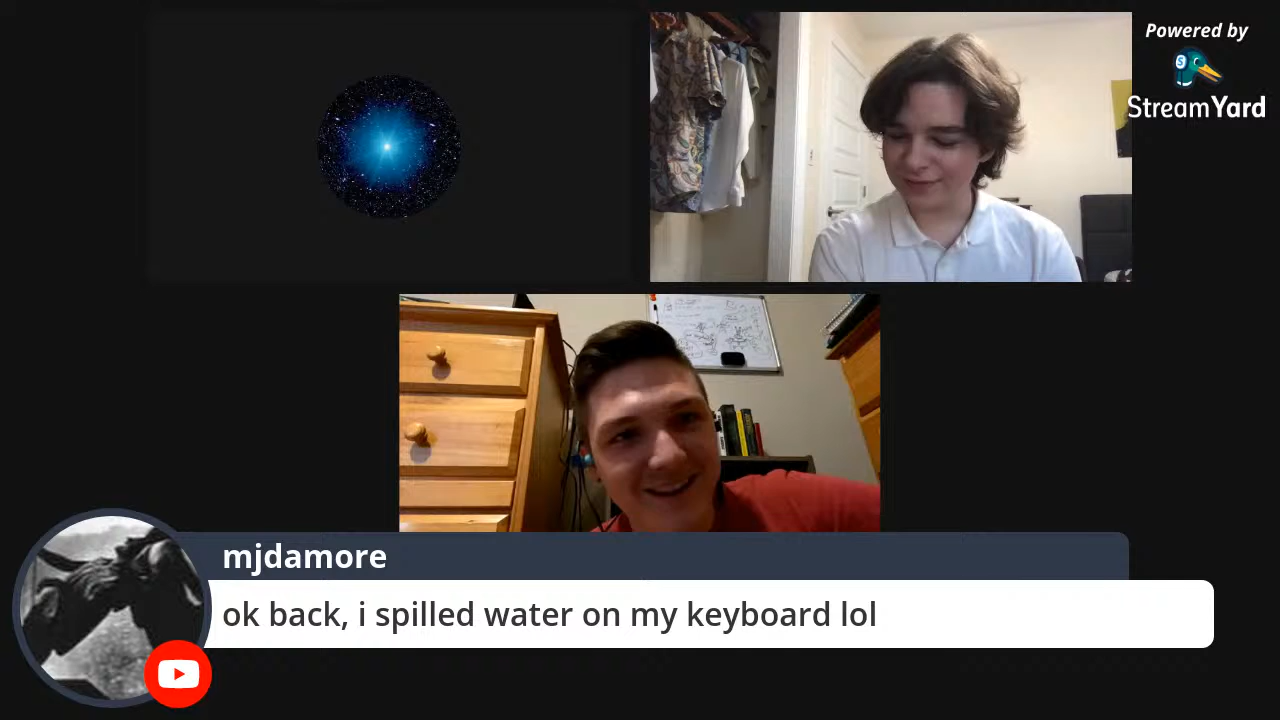 Powered by
StreamYard
mjdamore
ok back, i spilled water on my keyboard lol